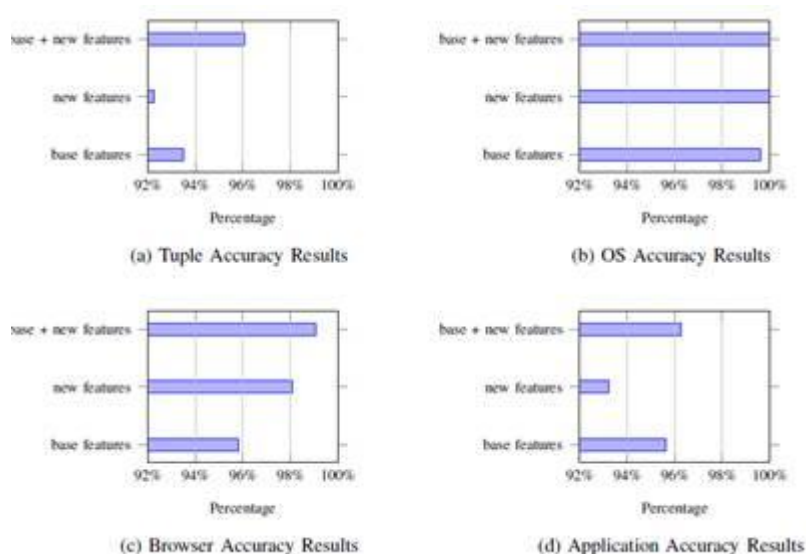 base + new features
new features
base features
92% 94% 96% 98% 100%
Percentage
(a) Tuple Accuracy Results
base + new features
new features
base features
92% 94% 96% 98% 100%
Percentage
(b) OS Accuracy Results
base + new features
new features
base features
92% 94% 96% 98% 100%
Percentage
(c) Browser Accuracy Results
base + new features
new features
base features
92% 94% 96% 98% 100%
Percentage
(d) Application Accuracy Results